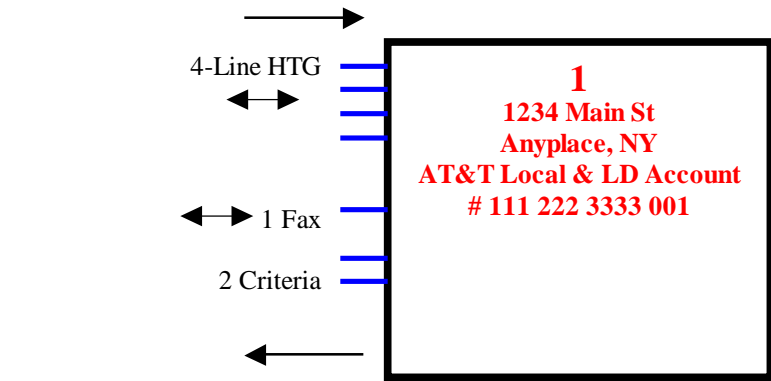 4-Line HTG
1
1234 Main St
Anyplace, NY
AT&T Local & LD Account
# 111 222 3333 001
1 Fax
2 Criteria